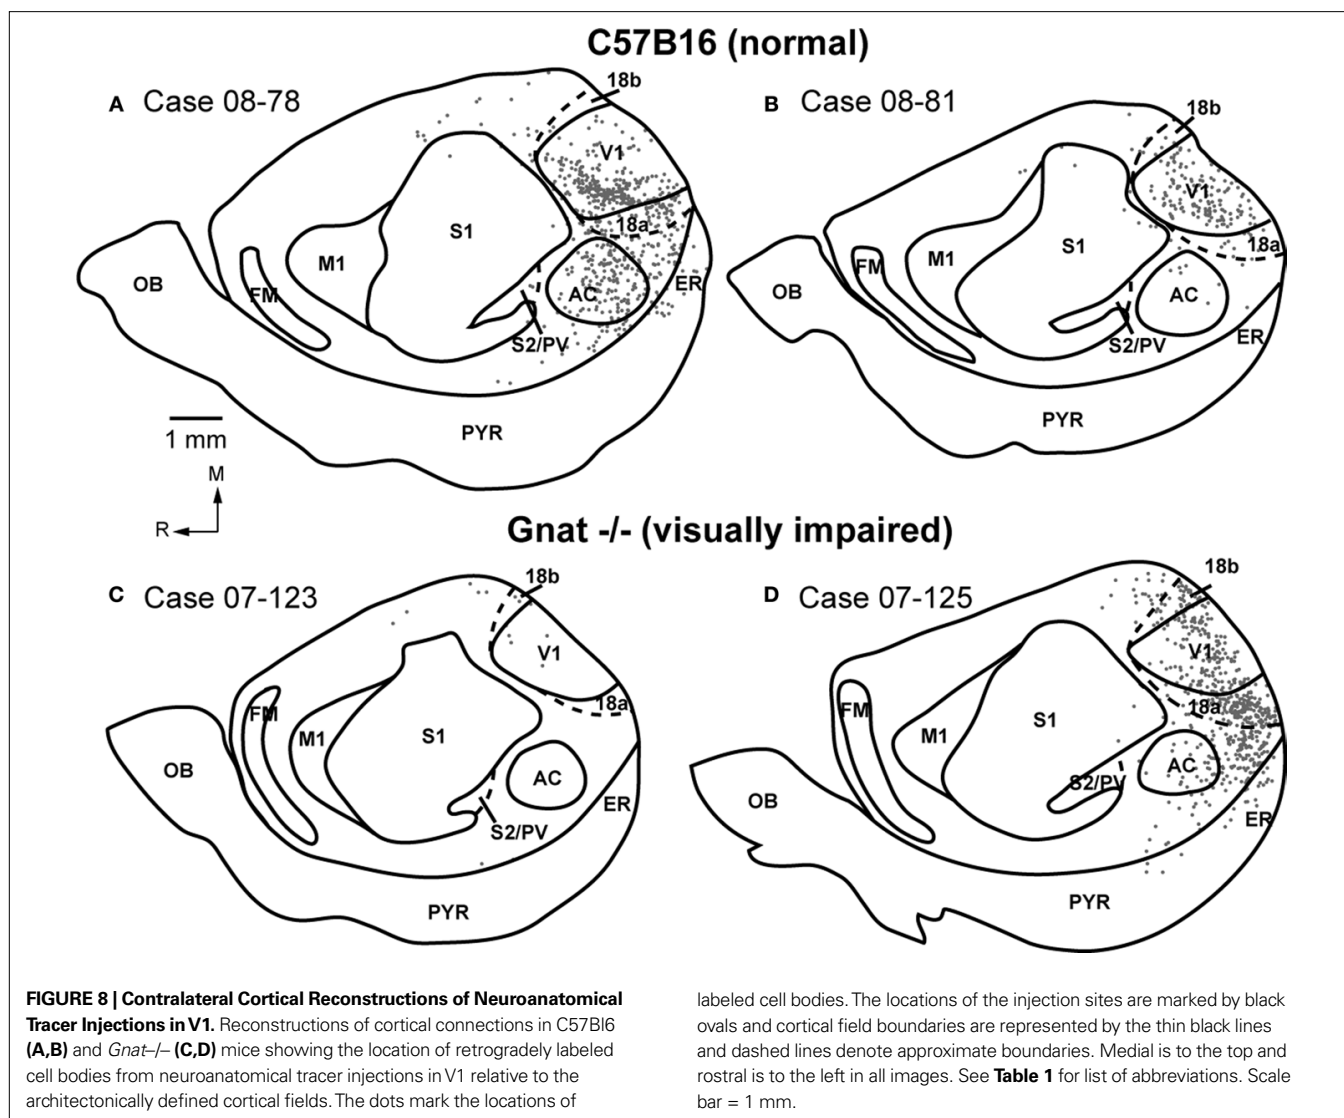 C57B16 (normal)
A Case 08-78
18b
V1
18a
S1
M1
OB
FM
AC
ER
S2/PV
PYR
1 mm
M
R
B Case 08-81
18b
V1
18a
S1
M1
FM
OB
AC
ER
S2/PV
PYR
Gnat -/- (visually impaired)
C Case 07-123
18b
V1
18a
FM
M1
S1
OB
AC
ER
S2/PV
PYR
D Case 07-125
18b
V1
18a
FM
M1
S1
AC
S2/PV
OB
ER
PYR
FIGURE 8 | Contralateral Cortical Reconstructions of Neuroanatomical
Tracer Injections in V1. Reconstructions of cortical connections in C57Bl6
(A,B) and Gnat–/– (C,D) mice showing the location of retrogradely labeled
cell bodies from neuroanatomical tracer injections in V1 relative to the
architectonically defined cortical fields. The dots mark the locations of
labeled cell bodies. The locations of the injection sites are marked by black
ovals and cortical field boundaries are represented by the thin black lines
and dashed lines denote approximate boundaries. Medial is to the top and
rostral is to the left in all images. See Table 1 for list of abbreviations. Scale
bar = 1 mm.